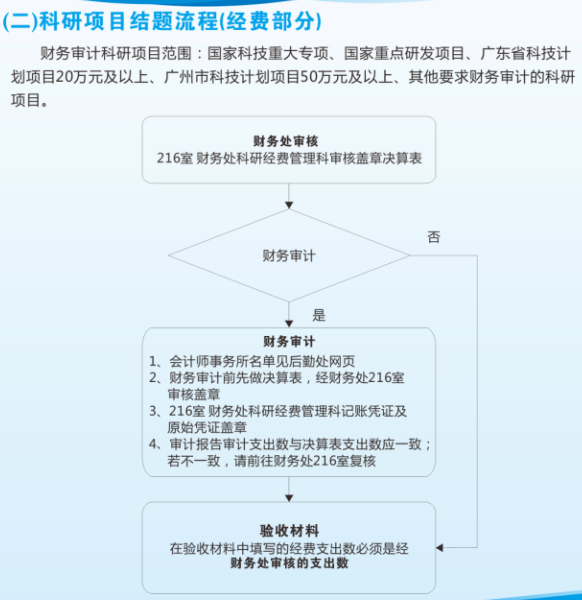 (二)科研项目结题流程(经费部分)
财务审计科研项目范围：国家科技重大专项、国家重点研发项目、广东省科技计
划项目20万元及以上、广州市科技计划项目50万元及以上、其他要求财务审计的科研
项目。
财务处审核
216室 财务处科研经费管理科审核盖章决算表
财务审计
否
是
财务审计
1、会计师事务所名单见后勤处网页
2、财务审计前先做决算表，经财务处216室
审核盖章
3、216室 财务处科研经费管理科记账凭证及
原始凭证盖章
4、审计报告审计支出数与决算表支出数应一致；
若不一致，请前往财务处216室复核
验收材料
在验收材料中填写的经费支出数必须是经
财务处审核的支出数